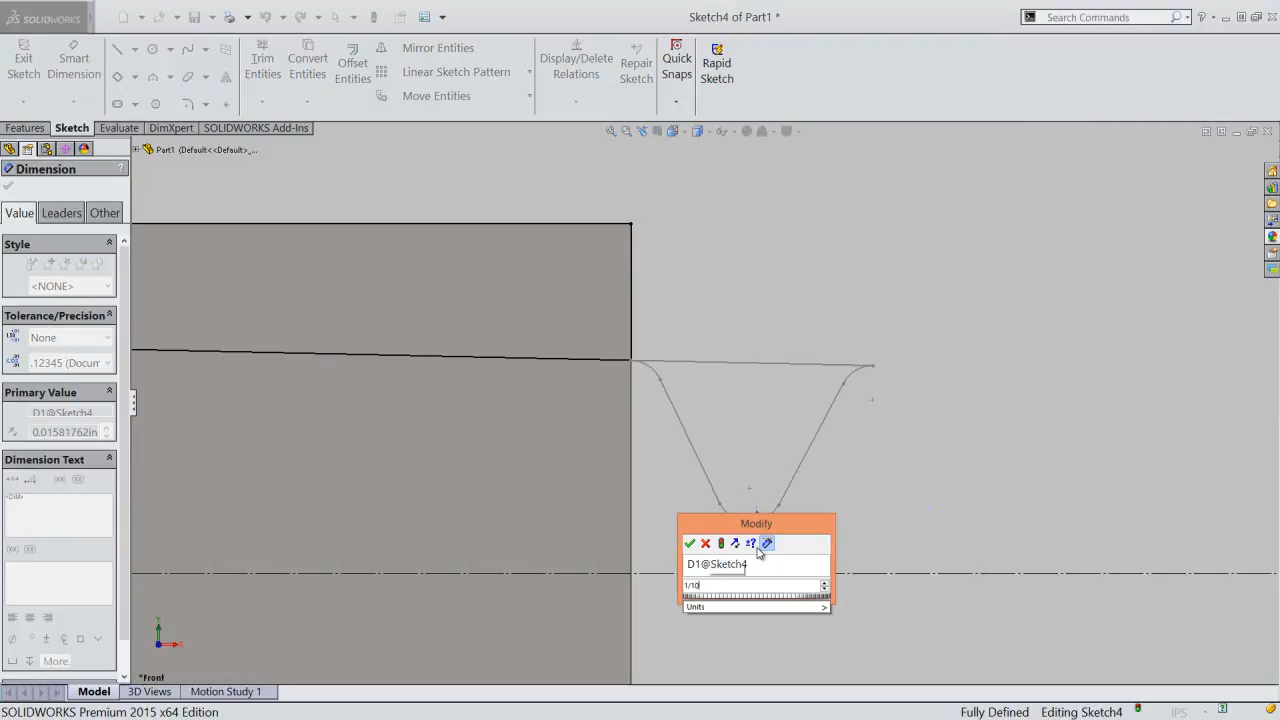 SOLIDWORKS
Sketch4 of Part1 *
Search Commands
Exit Sketch
Smart Dimension
Trim Entities
Convert Entities
Offset Entities
Mirror Entities
Linear Sketch Pattern
Move Entities
Display/Delete Relations
Repair Sketch
Quick Snaps
Rapid Sketch
Features
Sketch
Evaluate
DimXpert
SOLIDWORKS Add-Ins
Part1 (Default<<Default>_...
Dimension
?
Value
Leaders
Other
Style
<NONE>
Tolerance/Precision
None
.12345 (Docum
Primary Value
D1@Sketch4
0.01581762in
Dimension Text
<DIM>
More
Modify
D1@Sketch4
1/10
Units >
Y
X
*Front
Model
3D Views
Motion Study 1
SOLIDWORKS Premium 2015 x64 Edition
Fully Defined
Editing Sketch4
IPS